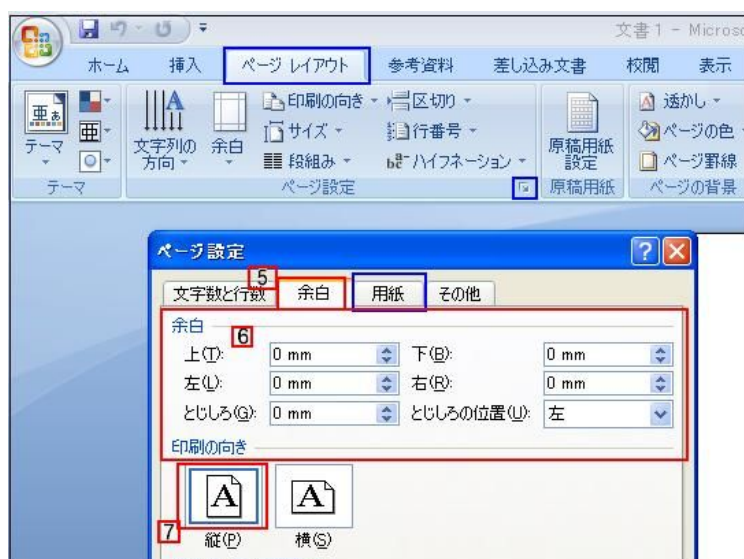 文書1 - Microsc
ホーム 挿入 ページ レイアウト 参考資料 差し込み文書 校閲 表示
亜あ 亜 A 印刷の向き 区切り 透かし
テーマ 文字列の方向 余白 サイズ 行番号 原稿用紙設定 ページの色
段組み ハイフネーション ページ罫線
テーマ ページ設定 原稿用紙 ページの背景
ページ設定
5
文字数と行数 余白 用紙 その他
余白
6
上(T): 0 mm 下(B): 0 mm
左(L): 0 mm 右(R): 0 mm
とじしろ(G): 0 mm とじしろの位置(U): 左
印刷の向き
A A
7
縦(P) 横(S)